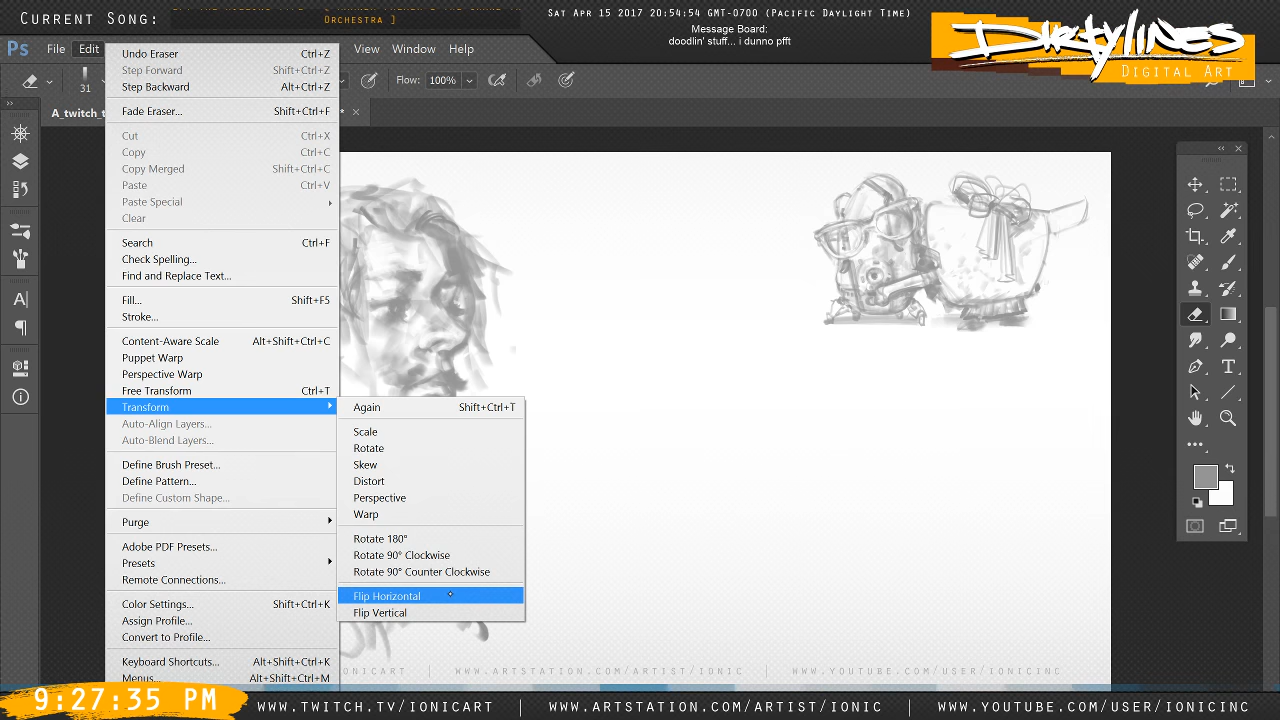 Current Song:
Orchestra ]
Sat Apr 15 2017 20:54:54 GMT-0700 (Pacific Daylight Time)
Message Board:
doodlin' stuff... i dunno pfft
DIRTYLINES
Digital Art
Ps File Edit View Window Help
31 Flow: 100%
A_twitch_t * ×
Undo Eraser Ctrl+Z
Step Forward Shift+Ctrl+Z
Step Backward Alt+Ctrl+Z
Fade Eraser... Shift+Ctrl+F
Cut Ctrl+X
Copy Ctrl+C
Copy Merged Shift+Ctrl+C
Paste Ctrl+V
Paste Special
Clear
Search Ctrl+F
Check Spelling...
Find and Replace Text...
Fill... Shift+F5
Stroke...
Content-Aware Scale Alt+Shift+Ctrl+C
Puppet Warp
Perspective Warp
Free Transform Ctrl+T
Transform
Auto-Align Layers...
Auto-Blend Layers...
Define Brush Preset...
Define Pattern...
Define Custom Shape...
Purge
Adobe PDF Presets...
Presets
Remote Connections...
Color Settings... Shift+Ctrl+K
Assign Profile...
Convert to Profile...
Keyboard Shortcuts... Alt+Shift+Ctrl+K
Menus... Alt+Shift+Ctrl+M
Again Shift+Ctrl+T
Scale
Rotate
Skew
Distort
Perspective
Warp
Rotate 180°
Rotate 90° Clockwise
Rotate 90° Counter Clockwise
Flip Horizontal
Flip Vertical
IONICART | WWW.ARTSTATION.COM/ARTIST/IONIC | WWW.YOUTUBE.COM/USER/IONICINC
9:27:35 PM
WWW.TWITCH.TV/IONICART | WWW.ARTSTATION.COM/ARTIST/IONIC | WWW.YOUTUBE.COM/USER/IONICINC